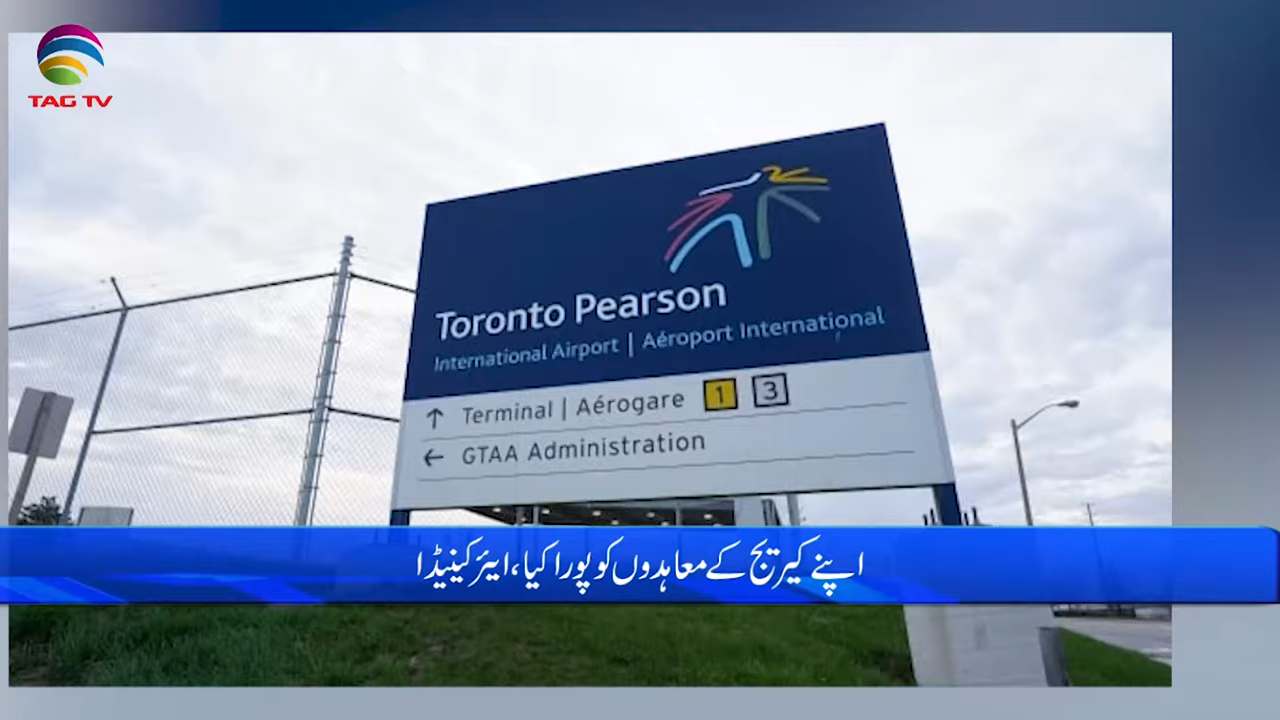 TAG TV
Toronto Pearson
International Airport | Aéroport International
↑ Terminal | Aérogare 1 3
← GTAA Administration
اپنے کیریج کے معاہدوں کو پورا کیا، ایئر کینیڈا